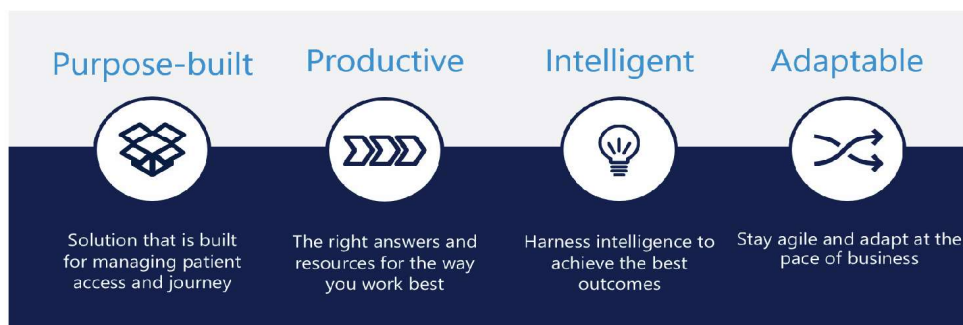 Purpose-built
Productive
Intelligent
Adaptable
Solution that is built
for managing patient
access and journey
The right answers and
resources for the way
you work best
Harness intelligence to
achieve the best
outcomes
Stay agile and adapt at the
pace of business